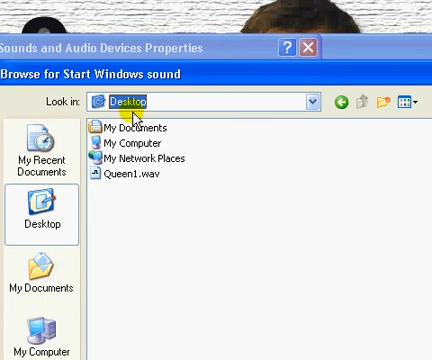 Sounds and Audio Devices Properties
Browse for Start Windows sound
Look in:
Desktop
My Recent
Documents
Desktop
My Documents
My Computer
My Documents
My Computer
My Network Places
Queen1.wav